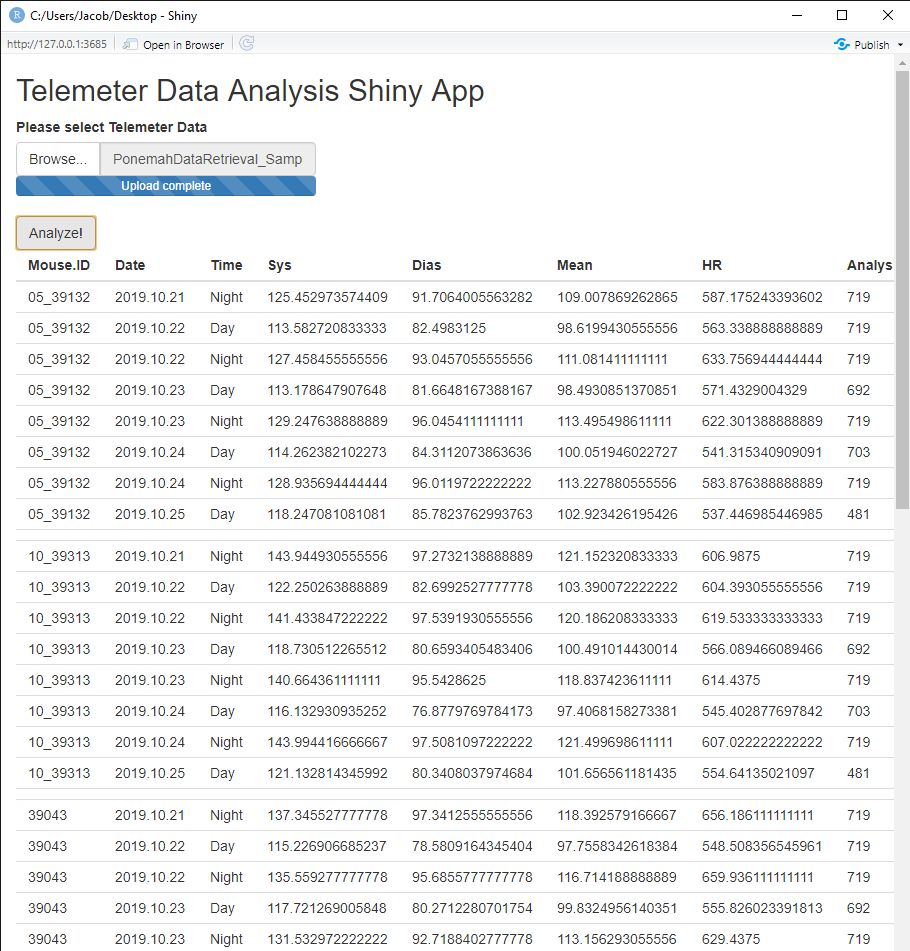 C:/Users/Jacob/Desktop - Shiny
http://127.0.0.1:3685 Open in Browser Publish
Telemeter Data Analysis Shiny App
Please select Telemeter Data
Browse... PonemahDataRetrieval_Samp
Upload complete
Analyze!
Mouse.ID Date Time Sys Dias Mean HR Analys
05_39132 2019.10.21 Night 125.452973574409 91.7064005563282 109.007869262865 587.175243393602 719
05_39132 2019.10.22 Day 113.582720833333 82.4983125 98.6199430555556 563.338888888889 719
05_39132 2019.10.22 Night 127.458455555556 93.0457055555556 111.081411111111 633.756944444444 719
05_39132 2019.10.23 Day 113.178647907648 81.6648167388167 98.4930851370851 571.4329004329 692
05_39132 2019.10.23 Night 129.247638888889 96.0454111111111 113.495498611111 622.301388888889 719
05_39132 2019.10.24 Day 114.262382102273 84.3112073863636 100.051946022727 541.315340909091 703
05_39132 2019.10.24 Night 128.935694444444 96.0119722222222 113.227880555556 583.876388888889 719
05_39132 2019.10.25 Day 118.247081081081 85.7823762993763 102.923426195426 537.446985446985 481
10_39313 2019.10.21 Night 143.944930555556 97.2732138888889 121.152320833333 606.9875 719
10_39313 2019.10.22 Day 122.250263888889 82.6992527777778 103.390072222222 604.393055555556 719
10_39313 2019.10.22 Night 141.433847222222 97.5391930555556 120.186208333333 619.533333333333 719
10_39313 2019.10.23 Day 118.730512265512 80.6593405483406 100.491014430014 566.089466089466 692
10_39313 2019.10.23 Night 140.664361111111 95.5428625 118.837423611111 614.4375 719
10_39313 2019.10.24 Day 116.132930935252 76.8779769784173 97.4068158273381 545.402877697842 703
10_39313 2019.10.24 Night 143.994416666667 97.5081097222222 121.499698611111 607.022222222222 719
10_39313 2019.10.25 Day 121.132814345992 80.3408037974684 101.656561181435 554.64135021097 481
39043 2019.10.21 Night 137.345527777778 97.3412555555556 118.392579166667 656.186111111111 719
39043 2019.10.22 Day 115.226906685237 78.5809164345404 97.7558342618384 548.508356545961 719
39043 2019.10.22 Night 135.559277777778 95.6855777777778 116.714188888889 659.936111111111 719
39043 2019.10.23 Day 117.721269005848 80.2712280701754 99.8324956140351 555.826023391813 692
39043 2019.10.23 Night 131.532972222222 92.7188402777778 113.156293055556 629.4375 719